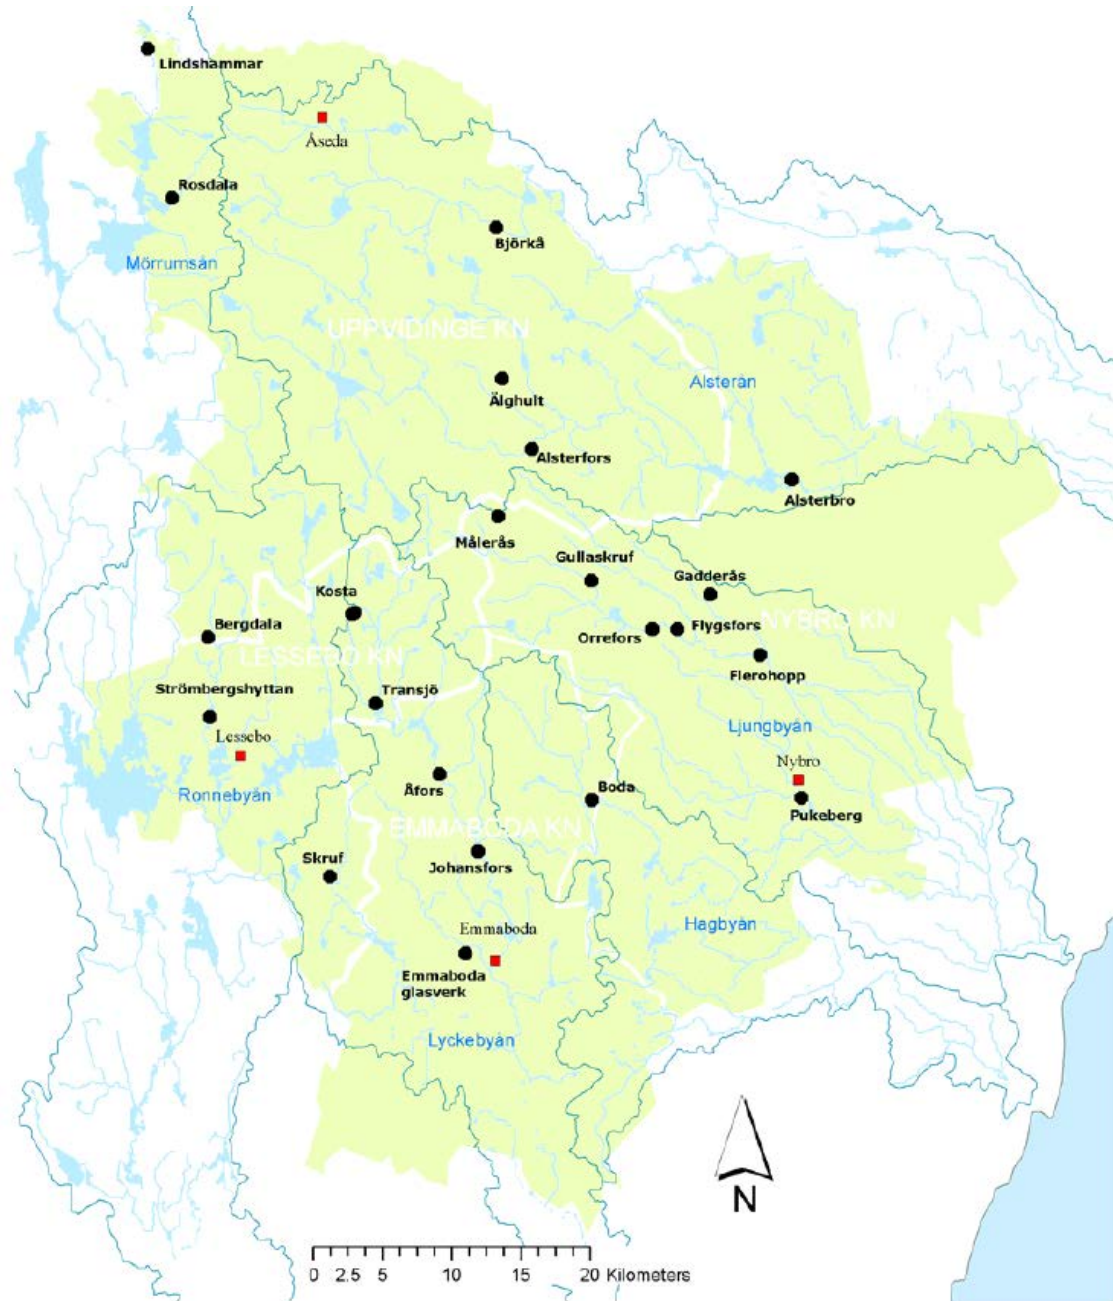 Lindshammar
Åseda
Rosdala
Björkå
Mörrumsån
UPPVIDINGE KN
Alsterån
Älghult
Alsterfors
Alsterbro
Målerås
Gullaskruf
Gadderås
Kosta
Bergdala
Orrefors
Flygsfors
NYBRO KN
LESSEBO KN
Flerohopp
Strömbergshyttan
Transjö
Lessebo
Ljungbyån
Nybro
Ronnebyån
Åfors
Boda
Pukeberg
EMMABODA KN
Skruf
Johansfors
Hagbyån
Emmaboda
Emmaboda
glasverk
Lyckebyån
N
0 2.5 5 10 15 20 Kilometers